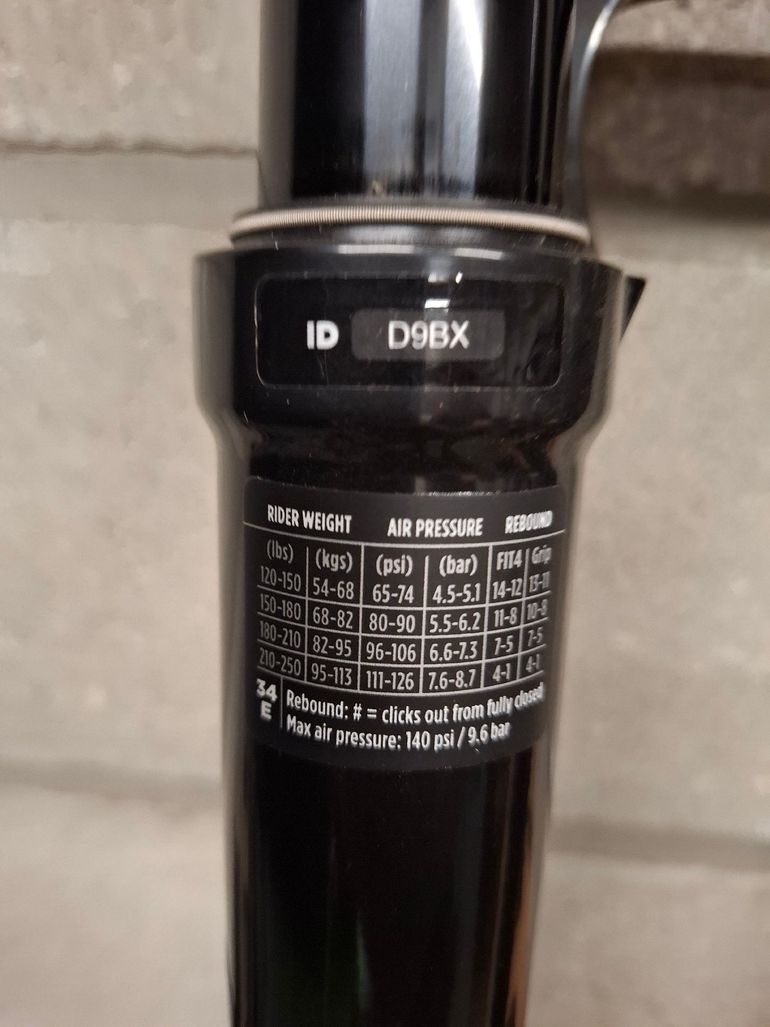 ID D9BX
RIDER WEIGHT AIR PRESSURE REBOUND
(lbs) (kgs) (psi) (bar) FIT4 Grip
120-150 54-68 65-74 4.5-5.1 14-12 13-11
150-180 68-82 80-90 5.5-6.2 11-8 10-8
180-210 82-95 96-106 6.6-7.3 7-5 7-5
210-250 95-113 111-126 7.6-8.7 4-1 4-1
34 E
Rebound: # = clicks out from fully closed
Max air pressure: 140 psi / 9.6 bar